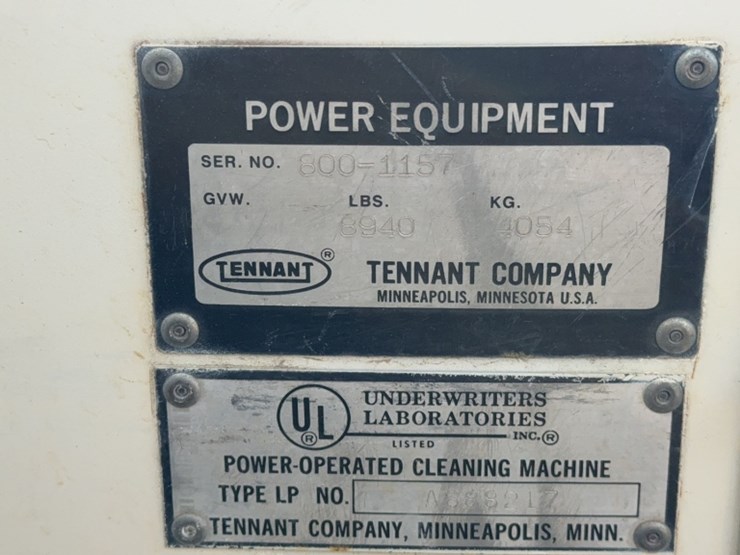 POWER EQUIPMENT
SER. NO. 800-1157
GVW. LBS. KG.
8940 4054
TENNANT ® TENNANT COMPANY
MINNEAPOLIS, MINNESOTA U.S.A.
UL ® UNDERWRITERS
LABORATORIES
LISTED INC.®
POWER-OPERATED CLEANING MACHINE
TYPE LP NO.
TENNANT COMPANY, MINNEAPOLIS, MINN.